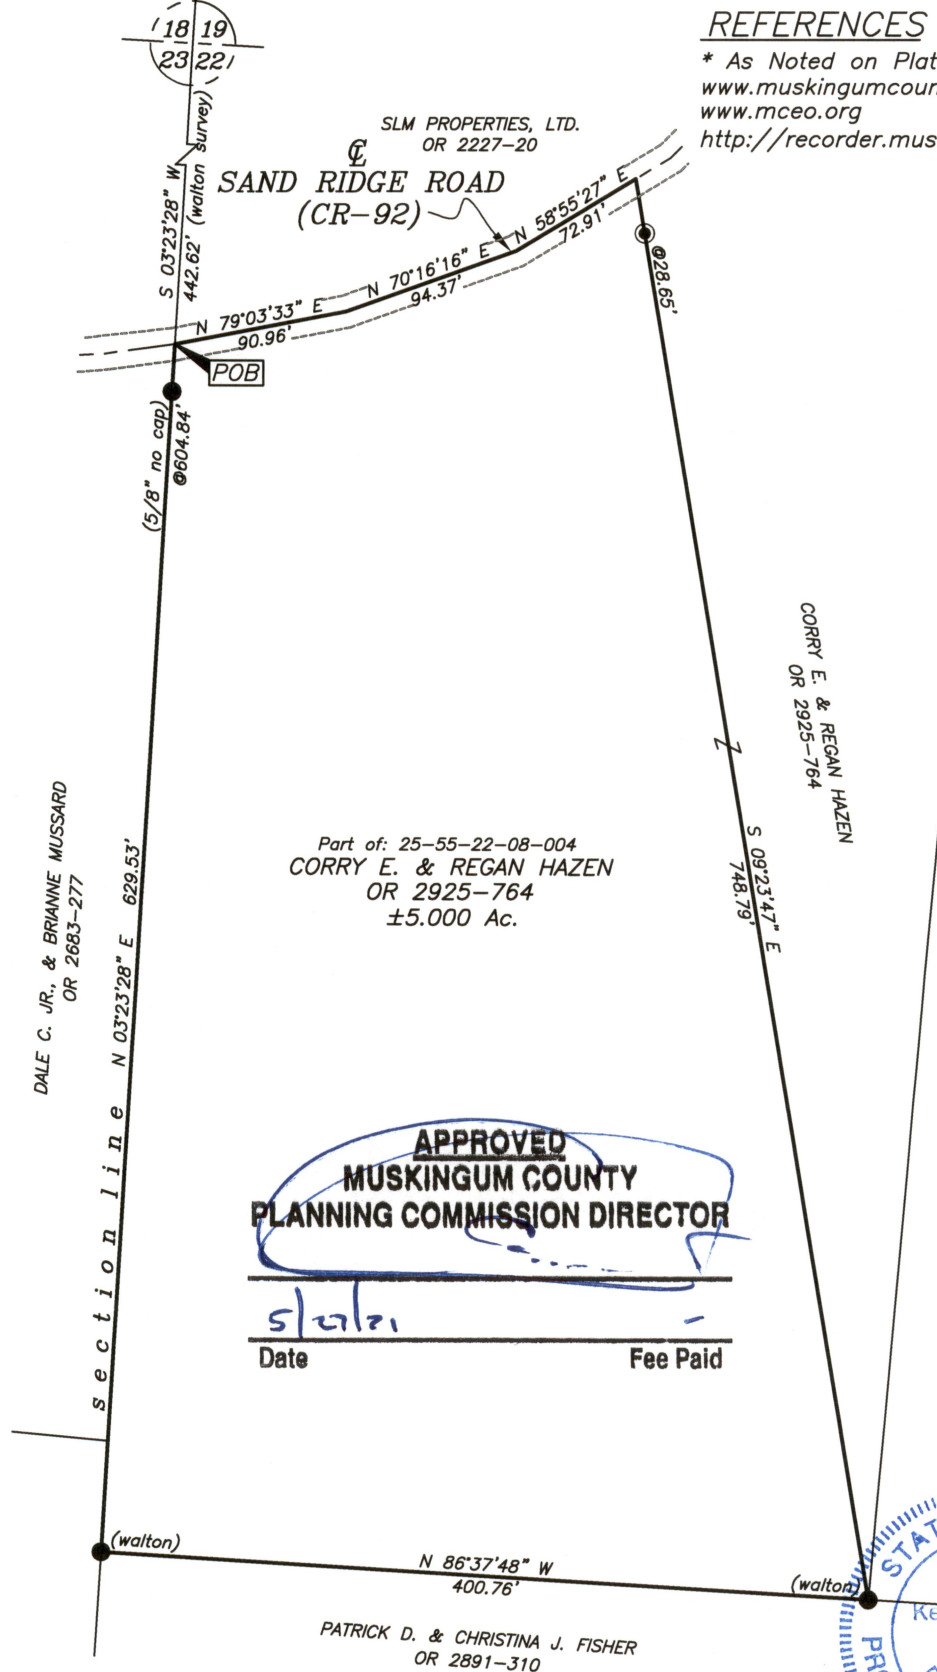 18 19
23 22
REFERENCES
* As Noted on Plat
www.muskingumcoun
www.mceo.org
http://recorder.mus
S 03°23'28" W
442.62' (walton survey)
SLM PROPERTIES, LTD.
OR 2227-20
℄
SAND RIDGE ROAD
(CR-92)
N 79°03'33" E
90.96'
N 70°16'16" E
94.37'
N 58°55'27" E
72.91'
@28.65'
POB
(5/8" no cap)
@604.84'
CORRY E. & REGAN HAZEN
OR 2925-764
S 09°23'47" E
748.79'
DALE C. JR., & BRIANNE MUSSARD
OR 2683-277
section line N 03°23'28" E 629.53'
Part of: 25-55-22-08-004
CORRY E. & REGAN HAZEN
OR 2925-764
±5.000 Ac.
APPROVED
MUSKINGUM COUNTY
PLANNING COMMISSION DIRECTOR
5/27/21 -
Date Fee Paid
(walton)
N 86°37'48" W
400.76'
(walton)
PATRICK D. & CHRISTINA J. FISHER
OR 2891-310
STAT
Ke
PRO